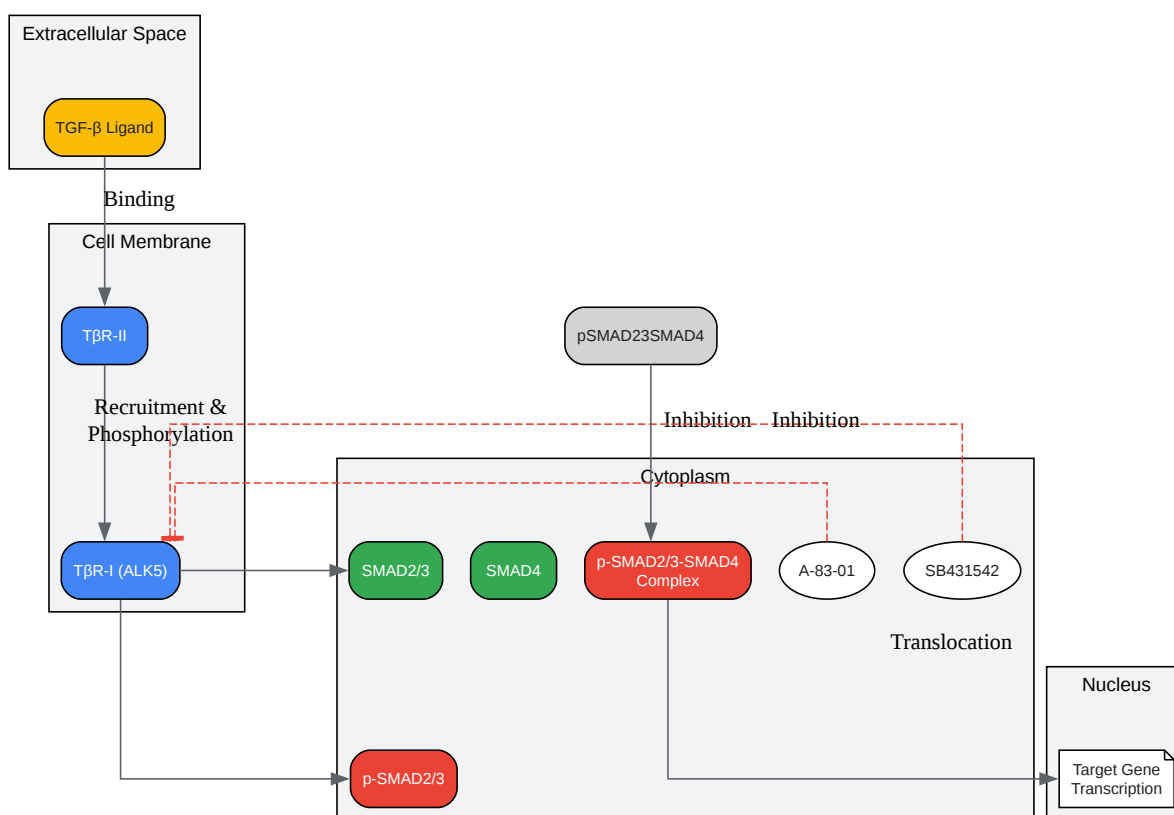 Extracellular Space
TGF-β Ligand
Binding
Cell Membrane
TβR-II
pSMAD23SMAD4
Recruitment &
Phosphorylation
Inhibition
Inhibition
Cytoplasm
TβR-I (ALK5)
SMAD2/3
SMAD4
p-SMAD2/3-SMAD4
Complex
A-83-01
SB431542
Translocation
Nucleus
p-SMAD2/3
Target Gene
Transcription